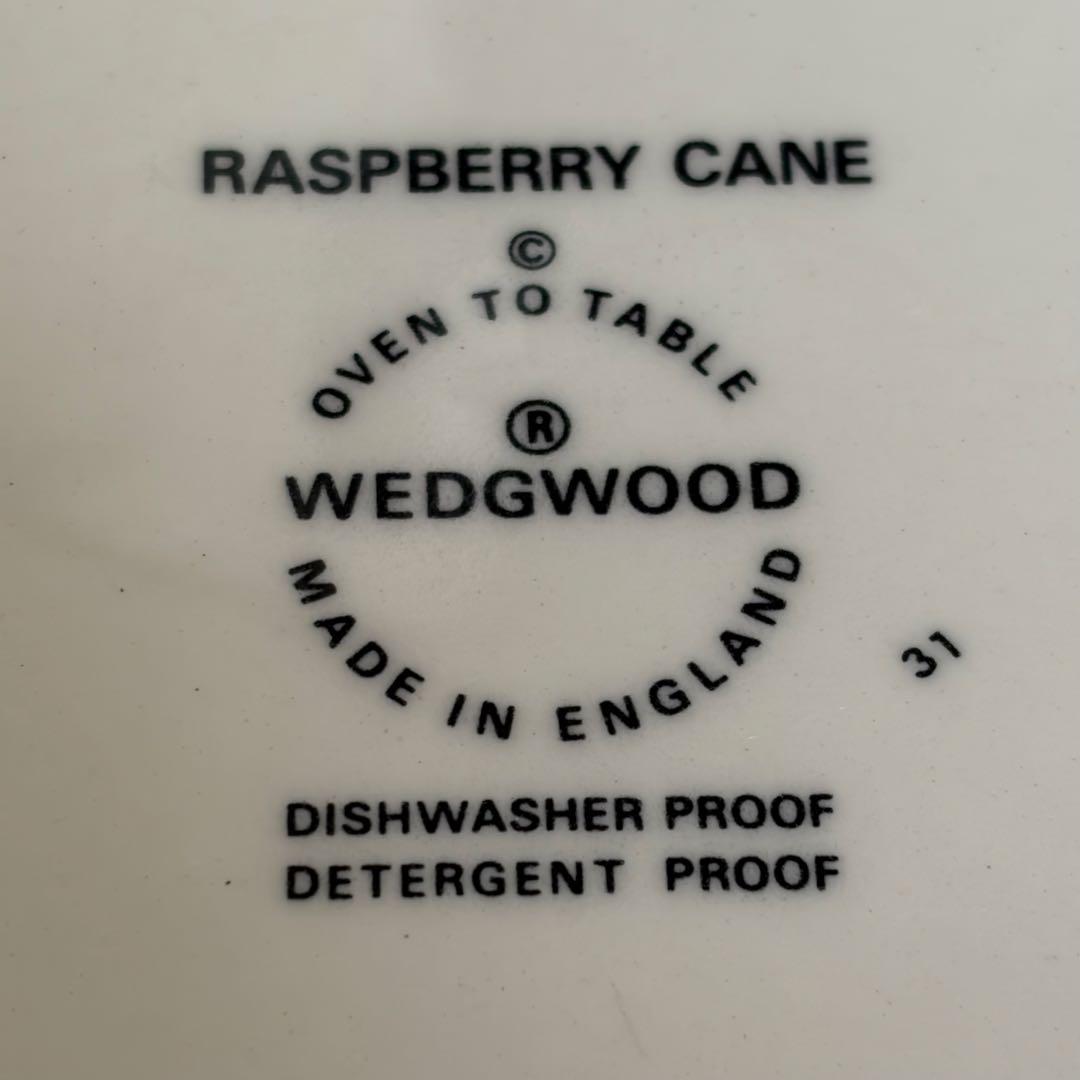 RASPBERRY CANE
©
OVEN TO TABLE
®
WEDGWOOD
MADE IN ENGLAND
31
DISHWASHER PROOF
DETERGENT PROOF